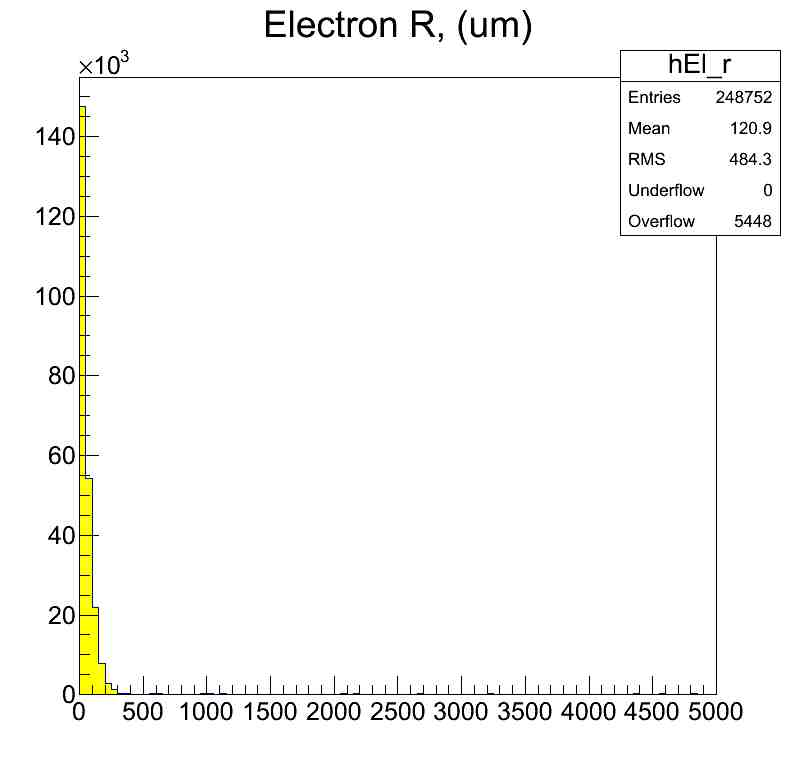 Electron R, (um)
×10³
hEl_r
Entries 248752
Mean 120.9
RMS 484.3
Underflow 0
Overflow 5448
140
120
100
80
60
40
20
0
0 500 1000 1500 2000 2500 3000 3500 4000 4500 5000